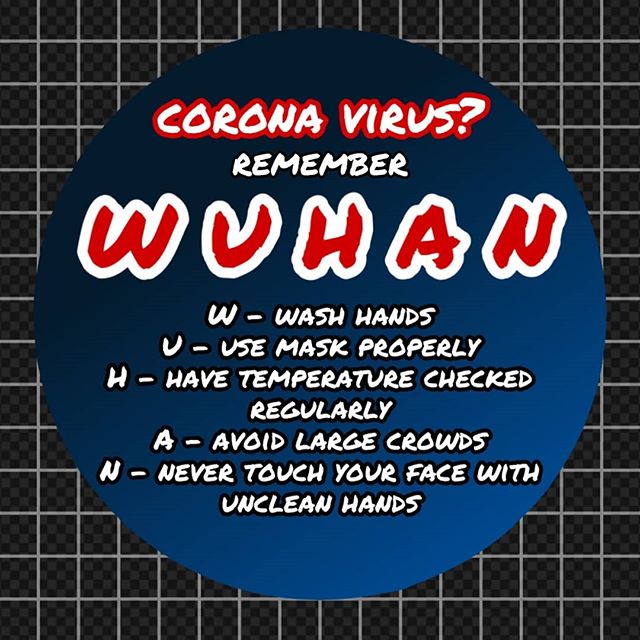 CORONA VIRUS?
REMEMBER
WUHAN
W - WASH HANDS
U - USE MASK PROPERLY
H - HAVE TEMPERATURE CHECKED
REGULARLY
A - AVOID LARGE CROWDS
N - NEVER TOUCH YOUR FACE WITH
UNCLEAN HANDS